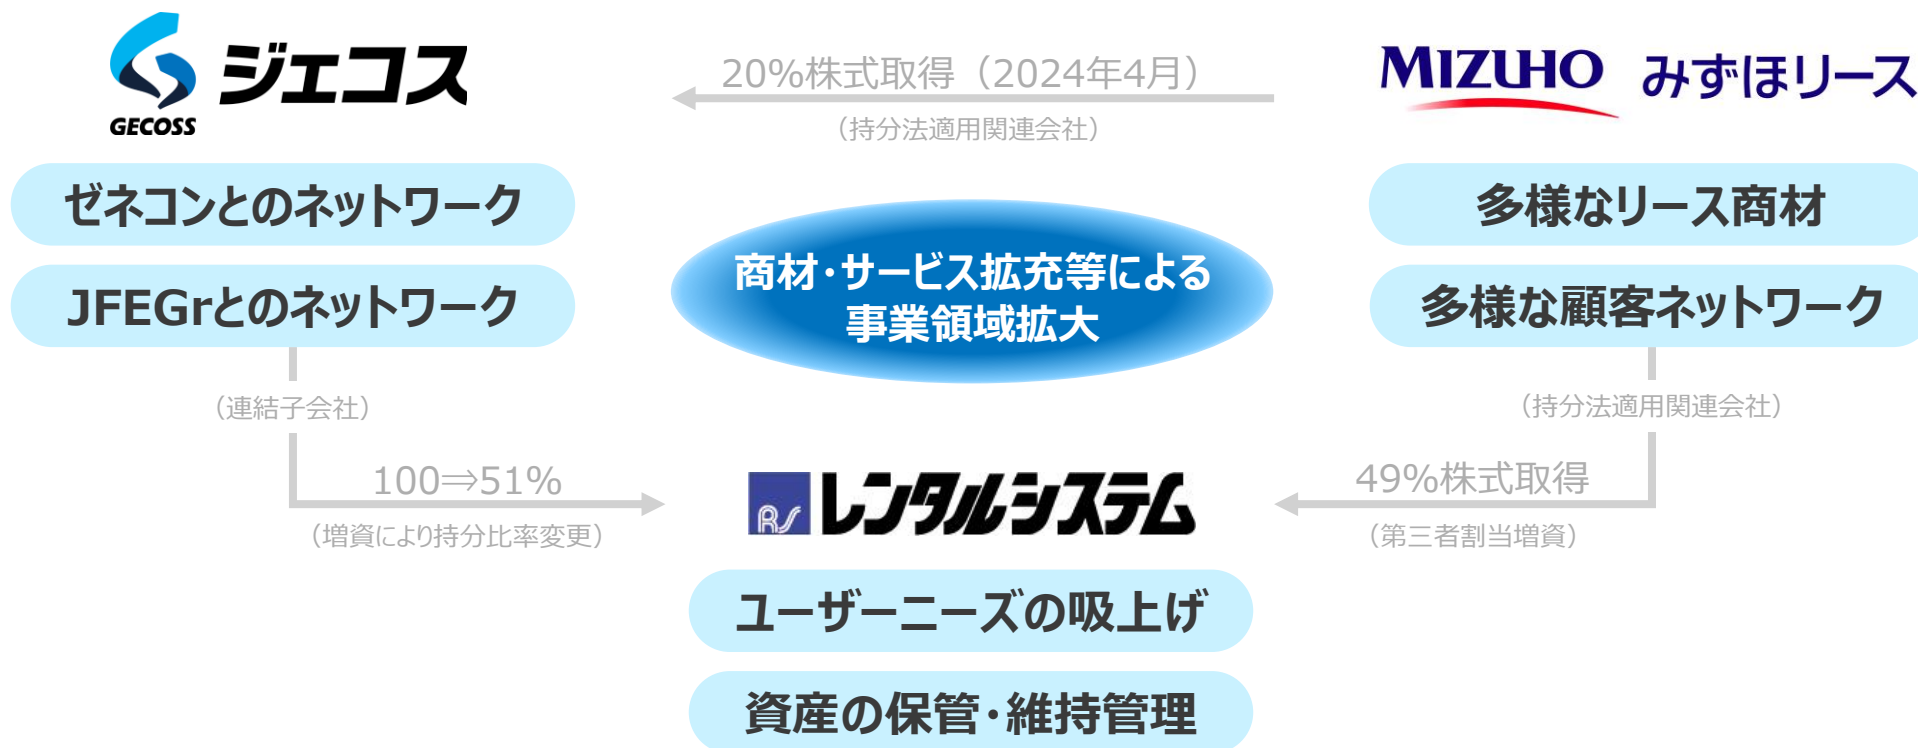 ジェコス
GECOSS
20%株式取得（2024年4月）
（持分法適用関連会社）
MIZUHO みずほリース
ゼネコンとのネットワーク
JFEGrとのネットワーク
商材・サービス拡充等による
事業領域拡大
多様なリース商材
多様な顧客ネットワーク
（連結子会社）
（持分法適用関連会社）
100⇒51%
（増資により持分比率変更）
RS レンタルシステム
49%株式取得
（第三者割当増資）
ユーザーニーズの吸上げ
資産の保管・維持管理